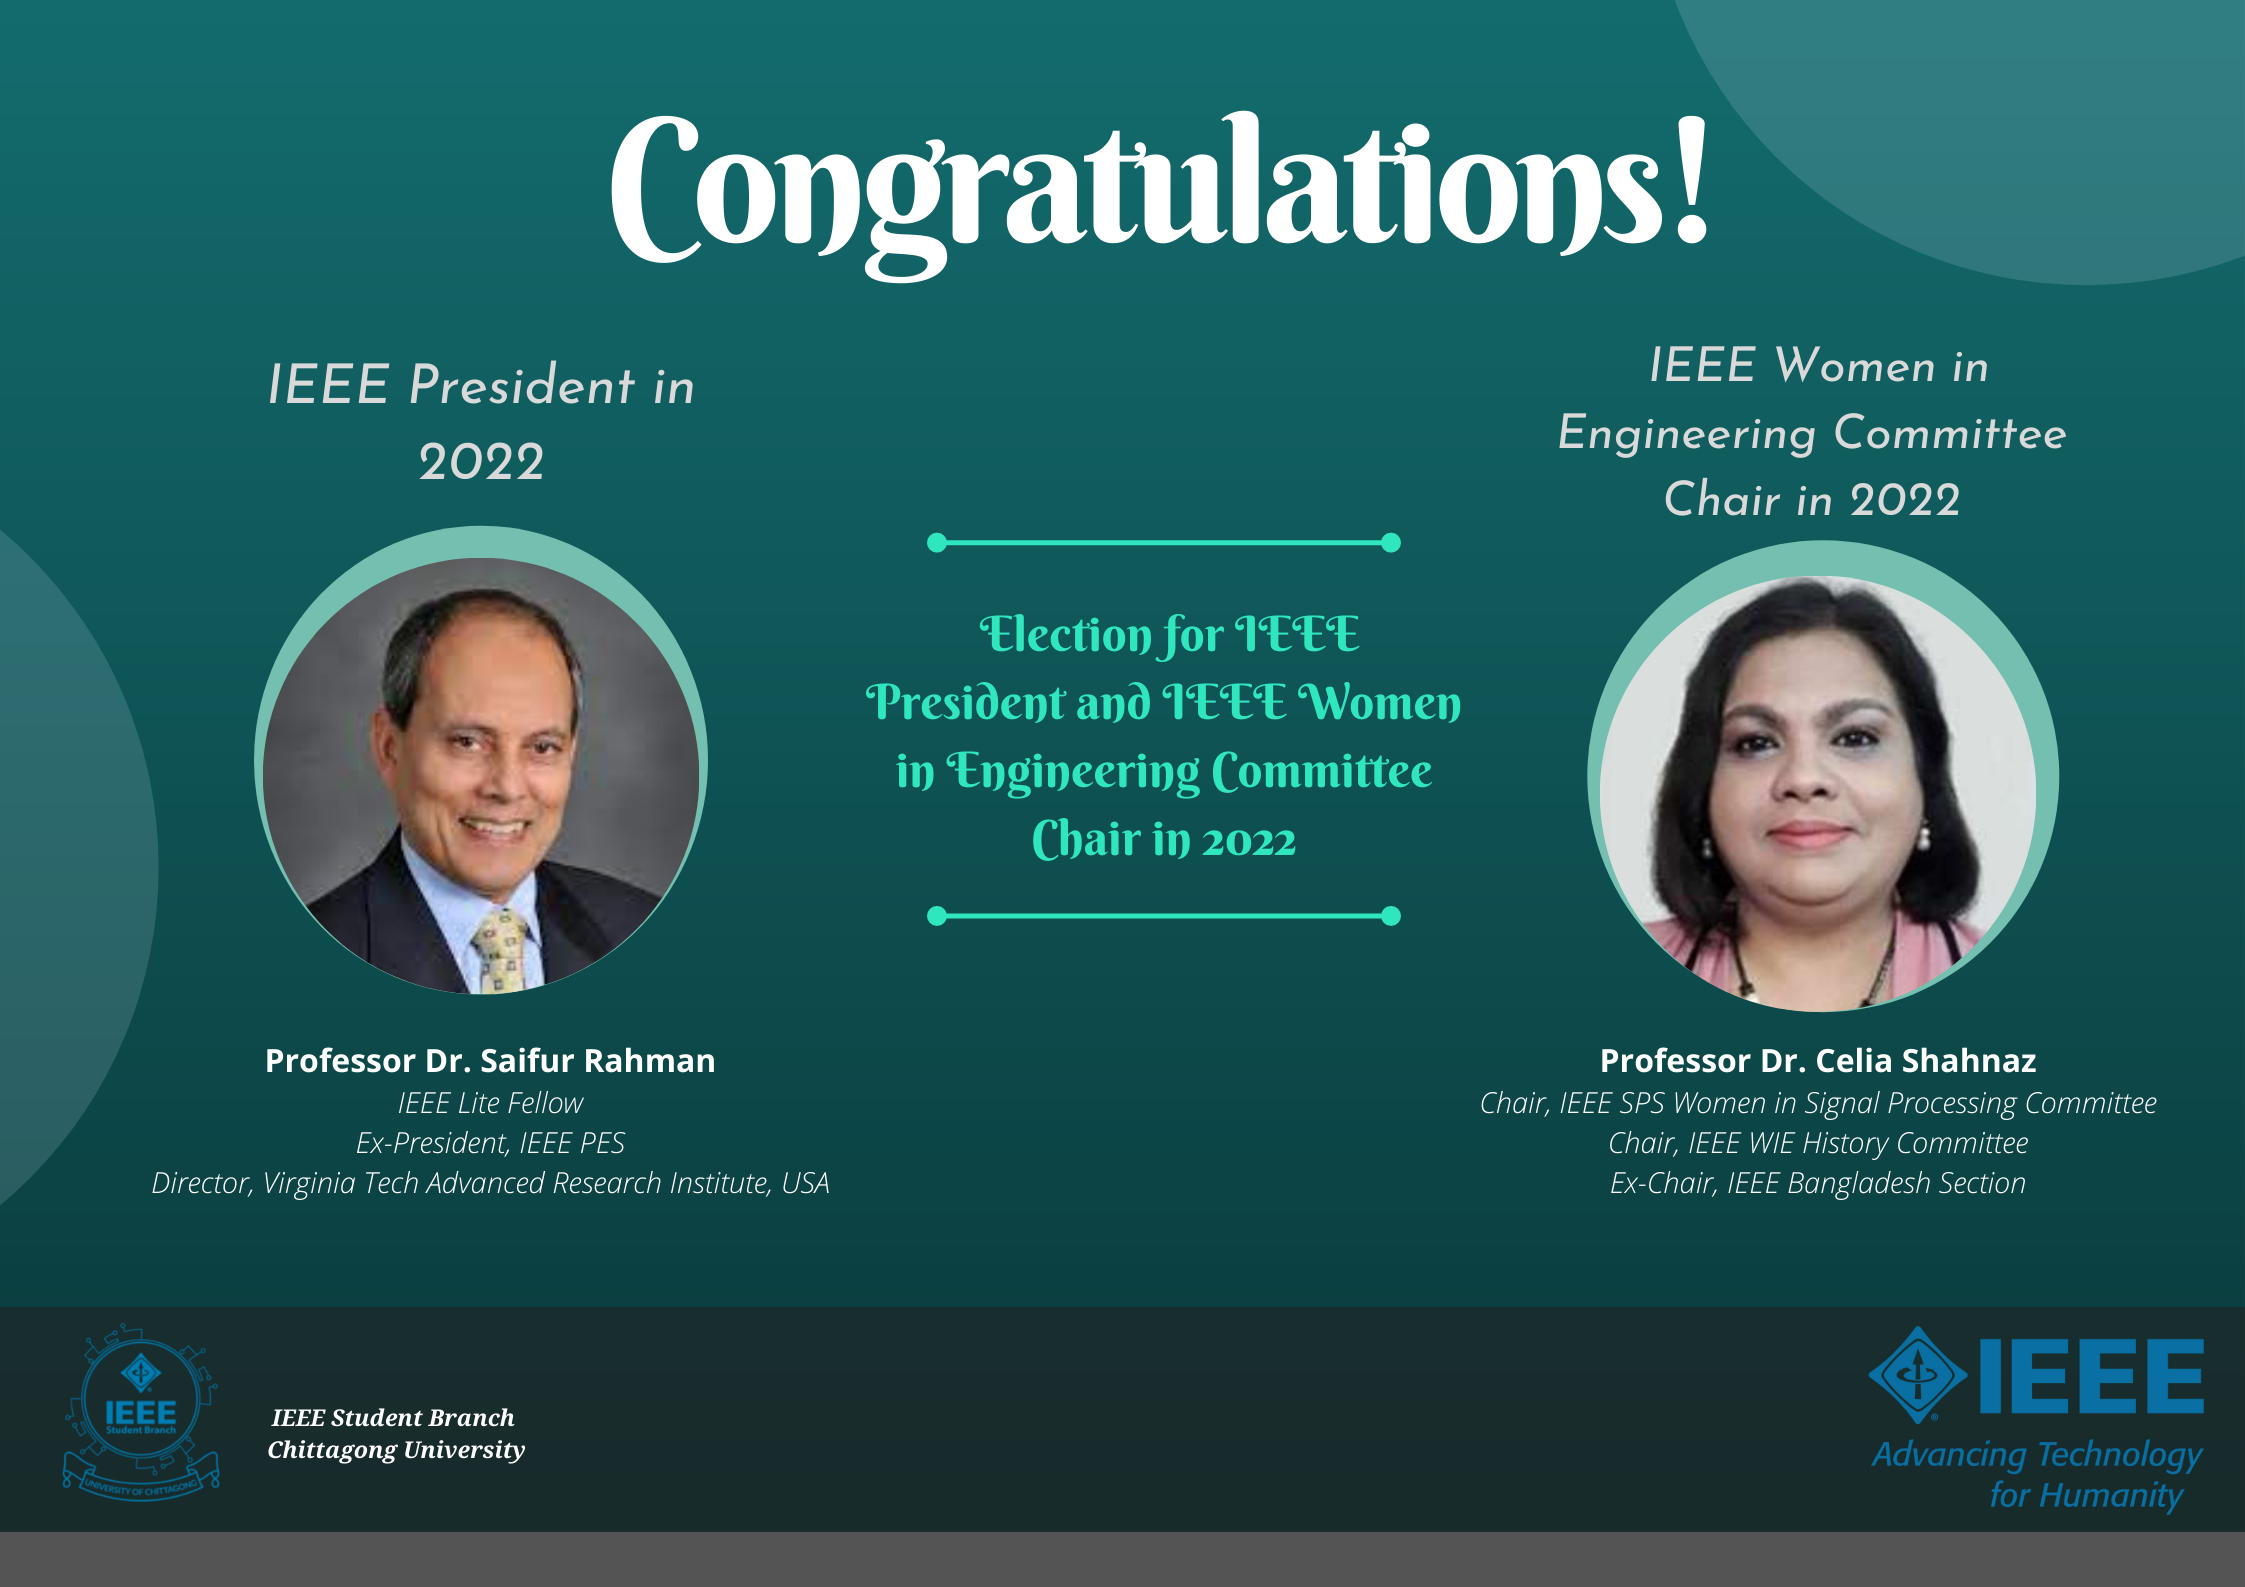 Congratulations!
IEEE President in
2022
IEEE Women in
Engineering Committee
Chair in 2022
Election for IEEE
President and IEEE Women
in Engineering Committee
Chair in 2022
Professor Dr. Saifur Rahman
IEEE Lite Fellow
Ex-President, IEEE PES
Director, Virginia Tech Advanced Research Institute, USA
Professor Dr. Celia Shahnaz
Chair, IEEE SPS Women in Signal Processing Committee
Chair, IEEE WIE History Committee
Ex-Chair, IEEE Bangladesh Section
IEEE
Student Branch
UNIVERSITY OF CHITTAGONG
IEEE Student Branch
Chittagong University
IEEE
Advancing Technology
for Humanity